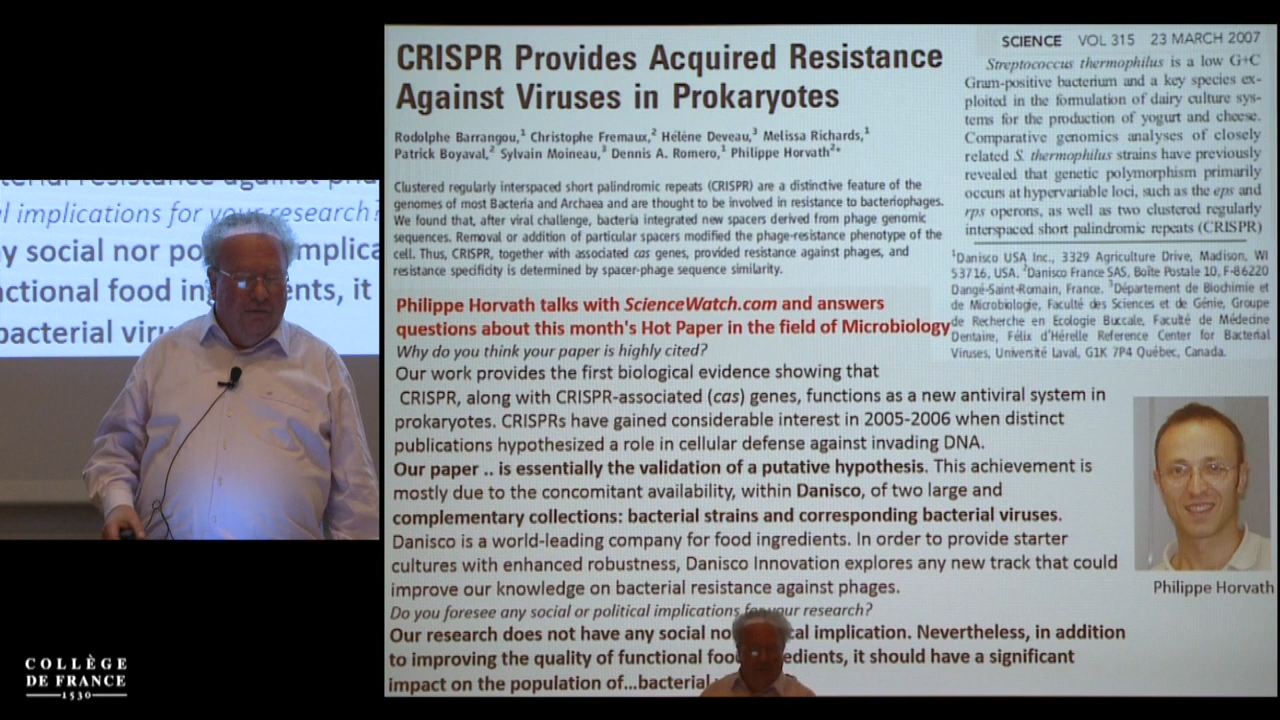 CRISPR Provides Acquired Resistance
Against Viruses in Prokaryotes
Rodolphe Barrangou,1 Christophe Fremaux,2 Hélène Deveau,3 Melissa Richards,1
Patrick Boyaval,2 Sylvain Moineau,3 Dennis A. Romero,1 Philippe Horvath2*
Clustered regularly interspaced short palindromic repeats (CRISPR) are a distinctive feature of the
genomes of most Bacteria and Archaea and are thought to be involved in resistance to bacteriophages.
We found that, after viral challenge, bacteria integrated new spacers derived from phage genomic
sequences. Removal or addition of particular spacers modified the phage-resistance phenotype of the
cell. Thus, CRISPR, together with associated cas genes, provided resistance against phages, and
resistance specificity is determined by spacer-phage sequence similarity.
SCIENCE VOL 315 23 MARCH 2007
Streptococcus thermophilus is a low G+C
Gram-positive bacterium and a key species ex-
ploited in the formulation of dairy culture sys-
tems for the production of yogurt and cheese.
Comparative genomics analyses of closely
related S. thermophilus strains have previously
revealed that genetic polymorphism primarily
occurs at hypervariable loci, such as the eps and
rps operons, as well as two clustered regularly
interspaced short palindromic repeats (CRISPR)
1Danisco USA Inc., 3329 Agriculture Drive, Madison, WI
53716, USA. 2Danisco France SAS, Boîte Postale 10, F-86220
Dangé-Saint-Romain, France. 3Département de Biochimie et
de Microbiologie, Faculté des Sciences et de Génie, Groupe
de Recherche en Ecologie Buccale, Faculté de Médecine
Dentaire, Félix d'Hérelle Reference Center for Bacterial
Viruses, Université Laval, G1K 7P4 Québec, Canada.
Philippe Horvath talks with ScienceWatch.com and answers
questions about this month's Hot Paper in the field of Microbiology
Why do you think your paper is highly cited?
Our work provides the first biological evidence showing that
CRISPR, along with CRISPR-associated (cas) genes, functions as a new antiviral system in
prokaryotes. CRISPRs have gained considerable interest in 2005-2006 when distinct
publications hypothesized a role in cellular defense against invading DNA.
Our paper .. is essentially the validation of a putative hypothesis. This achievement is
mostly due to the concomitant availability, within Danisco, of two large and
complementary collections: bacterial strains and corresponding bacterial viruses.
Danisco is a world-leading company for food ingredients. In order to provide starter
cultures with enhanced robustness, Danisco Innovation explores any new track that could
improve our knowledge on bacterial resistance against phages.
Do you foresee any social or political implications for your research?
Our research does not have any social no cal implication. Nevertheless, in addition
to improving the quality of functional foo edients, it should have a significant
impact on the population of...bacterial
Philippe Horvath
l implications for your research?
y social nor po implica
nctional food in ents, it
bacterial viru
COLLÈGE
DE FRANCE
1530